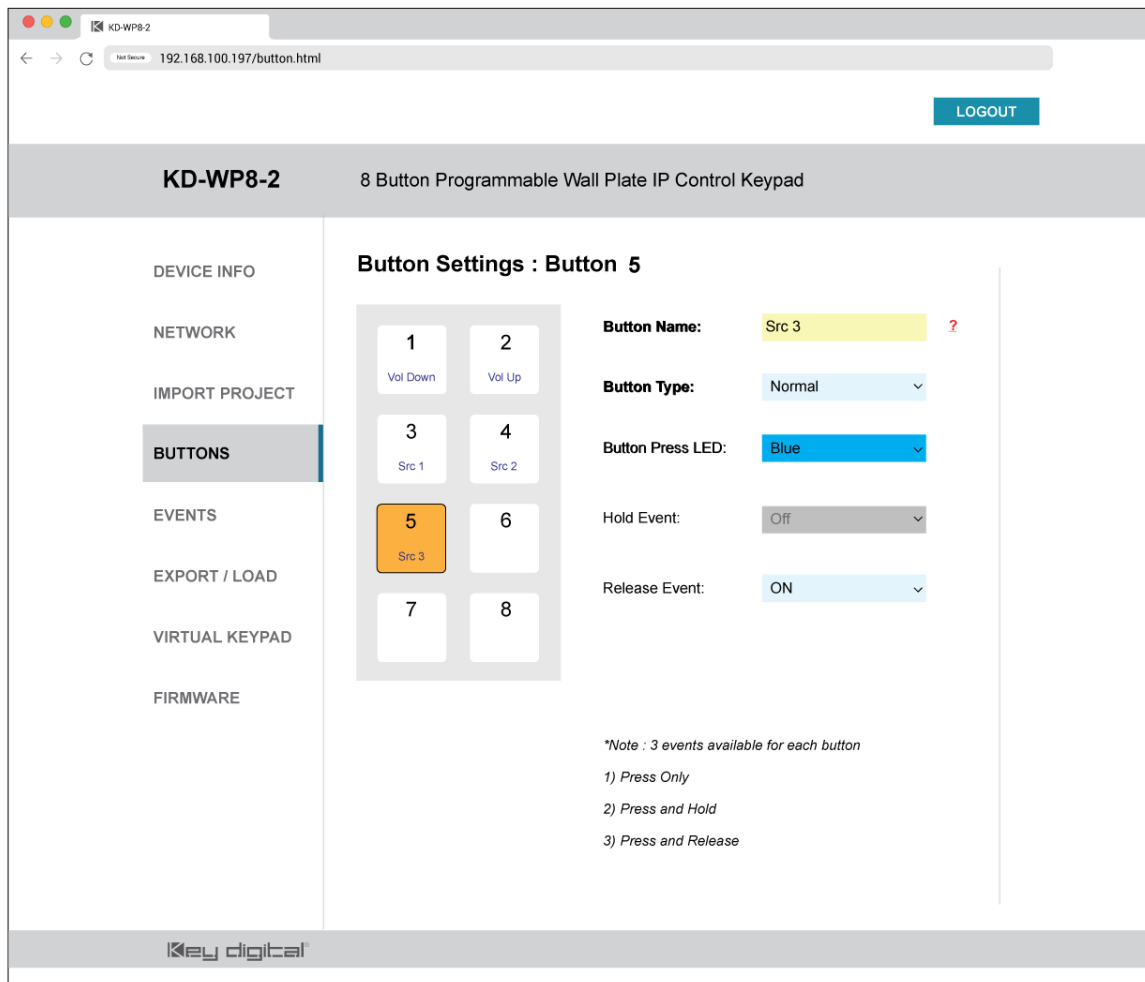 KD-WP8-2
Not Secure 192.168.100.197/button.html
LOGOUT
KD-WP8-2 8 Button Programmable Wall Plate IP Control Keypad
DEVICE INFO
NETWORK
IMPORT PROJECT
BUTTONS
EVENTS
EXPORT / LOAD
VIRTUAL KEYPAD
FIRMWARE
Button Settings : Button 5
1 2
Vol Down Vol Up
3 4
Src 1 Src 2
5 6
Src 3
7 8
Button Name: Src 3 ?
Button Type: Normal
Button Press LED: Blue
Hold Event: Off
Release Event: ON
*Note : 3 events available for each button
1) Press Only
2) Press and Hold
3) Press and Release
Key digital®